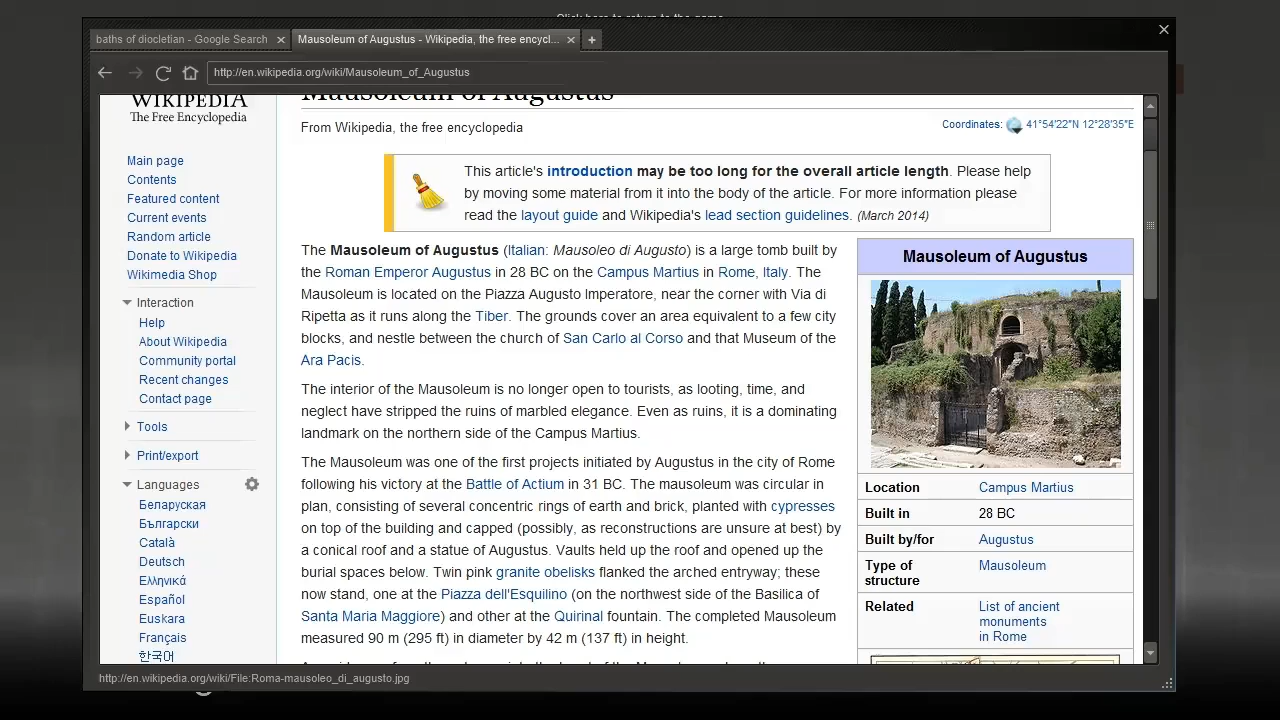 Click here to return to the game
baths of diocletian - Google Search
Mausoleum of Augustus - Wikipedia, the free encycl...
http://en.wikipedia.org/wiki/Mausoleum_of_Augustus
WIKIPEDIA
The Free Encyclopedia
Main page
Contents
Featured content
Current events
Random article
Donate to Wikipedia
Wikimedia Shop
Interaction
Help
About Wikipedia
Community portal
Recent changes
Contact page
Tools
Print/export
Languages
Беларуская
Български
Català
Deutsch
Ελληνικά
Español
Euskara
Français
한국어
Mausoleum of Augustus
From Wikipedia, the free encyclopedia
Coordinates: 41°54′22″N 12°28′35″E
This article's introduction may be too long for the overall article length. Please help
by moving some material from it into the body of the article. For more information please
read the layout guide and Wikipedia's lead section guidelines. (March 2014)
The Mausoleum of Augustus (Italian: Mausoleo di Augusto) is a large tomb built by
the Roman Emperor Augustus in 28 BC on the Campus Martius in Rome, Italy. The
Mausoleum is located on the Piazza Augusto Imperatore, near the corner with Via di
Ripetta as it runs along the Tiber. The grounds cover an area equivalent to a few city
blocks, and nestle between the church of San Carlo al Corso and that Museum of the
Ara Pacis.
The interior of the Mausoleum is no longer open to tourists, as looting, time, and
neglect have stripped the ruins of marbled elegance. Even as ruins, it is a dominating
landmark on the northern side of the Campus Martius.
The Mausoleum was one of the first projects initiated by Augustus in the city of Rome
following his victory at the Battle of Actium in 31 BC. The mausoleum was circular in
plan, consisting of several concentric rings of earth and brick, planted with cypresses
on top of the building and capped (possibly, as reconstructions are unsure at best) by
a conical roof and a statue of Augustus. Vaults held up the roof and opened up the
burial spaces below. Twin pink granite obelisks flanked the arched entryway; these
now stand, one at the Piazza dell'Esquilino (on the northwest side of the Basilica of
Santa Maria Maggiore) and other at the Quirinal fountain. The completed Mausoleum
measured 90 m (295 ft) in diameter by 42 m (137 ft) in height.
Mausoleum of Augustus
Location Campus Martius
Built in 28 BC
Built by/for Augustus
Type of structure Mausoleum
Related List of ancient
monuments
in Rome
http://en.wikipedia.org/wiki/File:Roma-mausoleo_di_augusto.jpg